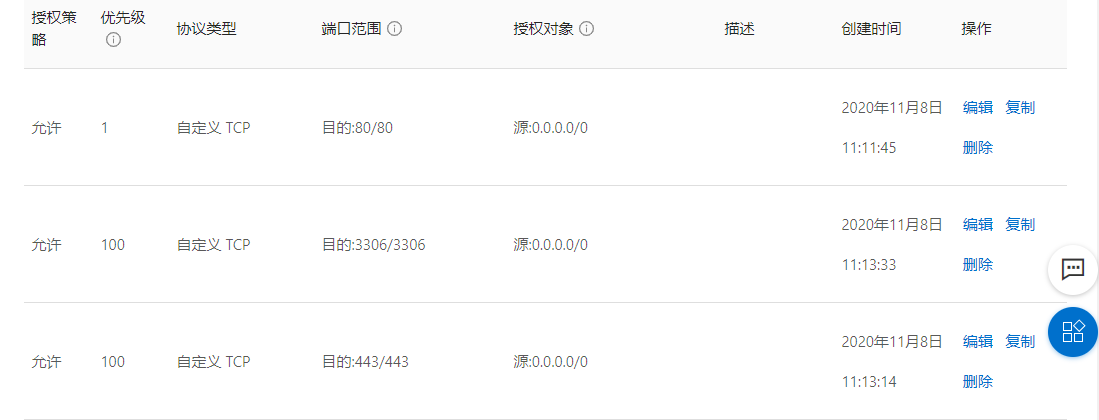 授权策略 优先级 协议类型 端口范围 授权对象 描述 创建时间 操作
允许 1 自定义 TCP 目的:80/80 源:0.0.0.0/0 2020年11月8日 11:11:45 编辑 复制 删除
允许 100 自定义 TCP 目的:3306/3306 源:0.0.0.0/0 2020年11月8日 11:13:33 编辑 复制 删除
允许 100 自定义 TCP 目的:443/443 源:0.0.0.0/0 2020年11月8日 11:13:14 编辑 复制 删除